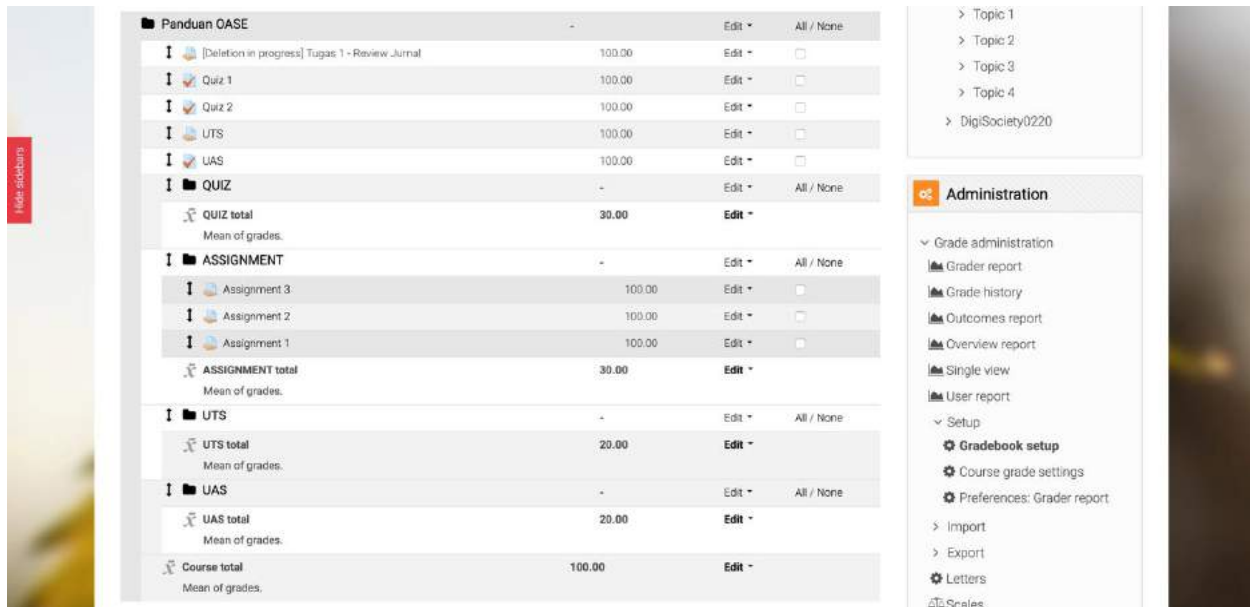 Panduan OASE - Edit All / None
[Deletion in progress] Tugas 1 - Review Jurnal 100.00 Edit
Quiz 1 100.00 Edit
Quiz 2 100.00 Edit
UTS 100.00 Edit
UAS 100.00 Edit
QUIZ - Edit All / None
QUIZ total 30.00 Edit
Mean of grades.
ASSIGNMENT - Edit All / None
Assignment 3 100.00 Edit
Assignment 2 100.00 Edit
Assignment 1 100.00 Edit
ASSIGNMENT total 30.00 Edit
Mean of grades.
UTS - Edit All / None
UTS total 20.00 Edit
Mean of grades.
UAS - Edit All / None
UAS total 20.00 Edit
Mean of grades.
Course total 100.00 Edit
Mean of grades.
Hide sidebars
Topic 1
Topic 2
Topic 3
Topic 4
DigiSociety0220
Administration
Grade administration
Grader report
Grade history
Outcomes report
Overview report
Single view
User report
Setup
Gradebook setup
Course grade settings
Preferences: Grader report
Import
Export
Letters
Scales